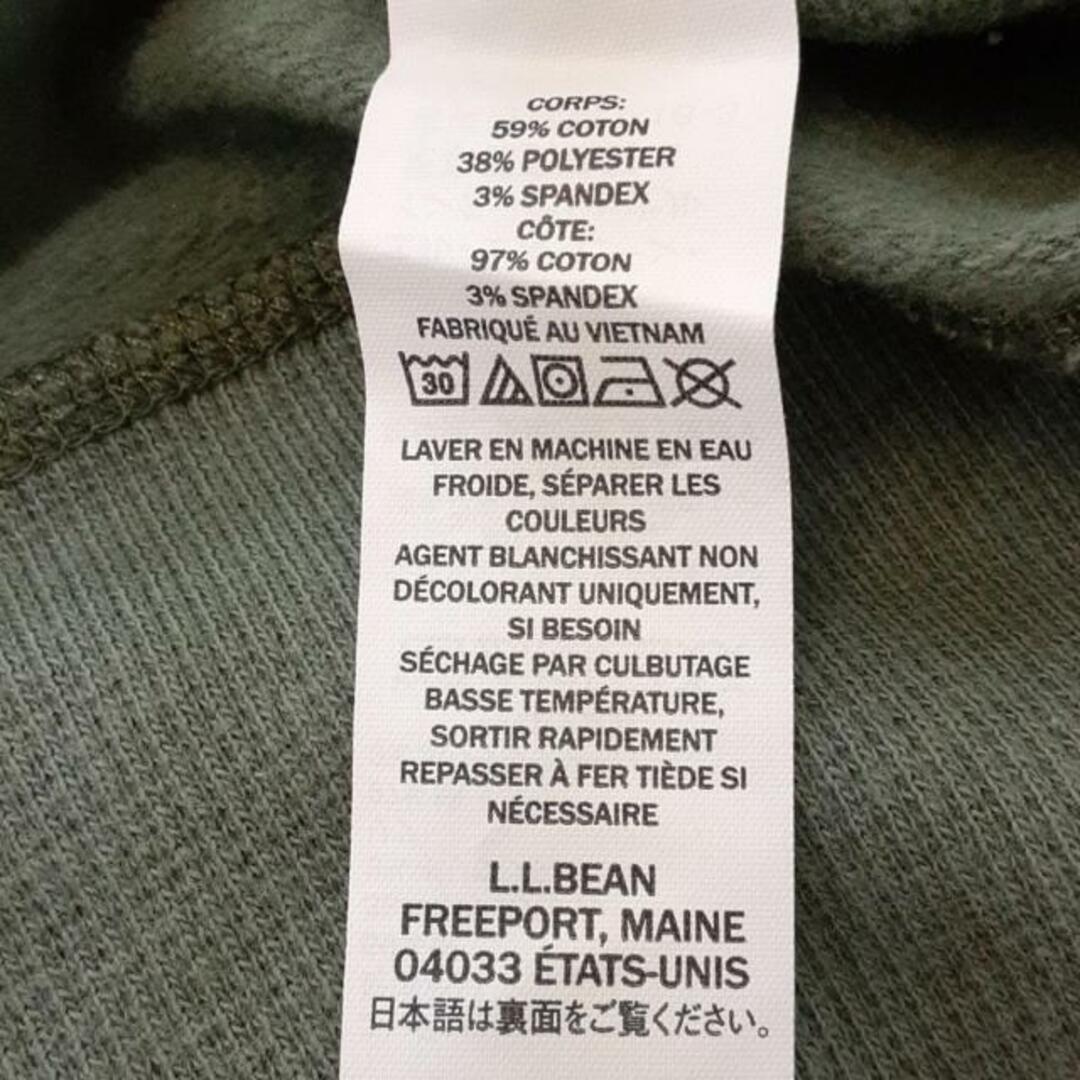 CORPS:
59% COTON
38% POLYESTER
3% SPANDEX
CÔTE:
97% COTON
3% SPANDEX
FABRIQUÉ AU VIETNAM
30
LAVER EN MACHINE EN EAU
FROIDE, SÉPARER LES
COULEURS
AGENT BLANCHISSANT NON
DÉCOLORANT UNIQUEMENT,
SI BESOIN
SÉCHAGE PAR CULBUTAGE
BASSE TEMPÉRATURE,
SORTIR RAPIDEMENT
REPASSER À FER TIÈDE SI
NÉCESSAIRE
L.L.BEAN
FREEPORT, MAINE
04033 ÉTATS-UNIS
日本語は裏面をご覧ください。